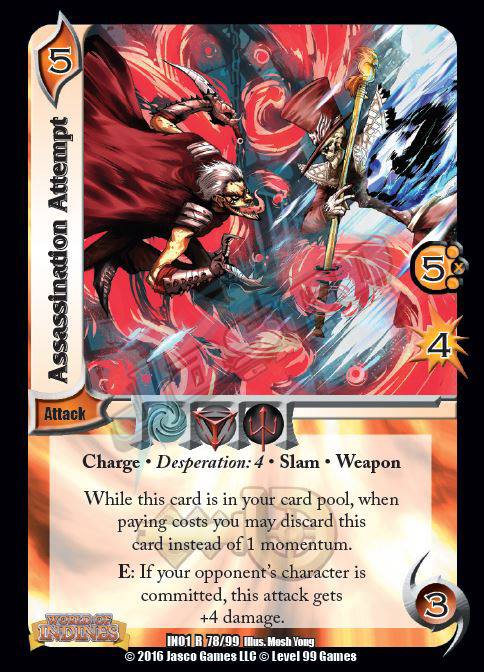 5
Assassination Attempt
5
4
Attack
Charge • Desperation: 4 • Slam • Weapon
While this card is in your card pool, when
paying costs you may discard this
card instead of 1 momentum.
E: If your opponent's character is
committed, this attack gets
+4 damage.
3
WORLD OF
INDINES
IN01 R 78/99 Illus. Mosh Yong
© 2016 Jasco Games LLC © Level 99 Games